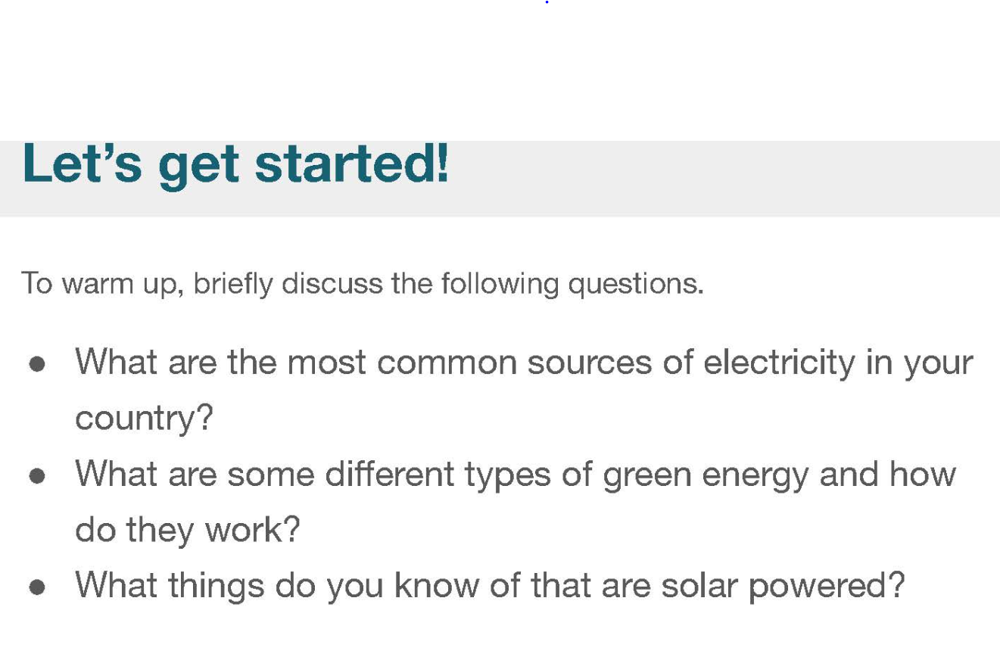 Let’s get started!
To warm up, briefly discuss the following questions.
● What are the most common sources of electricity in your
country?
● What are some different types of green energy and how
do they work?
● What things do you know of that are solar powered?